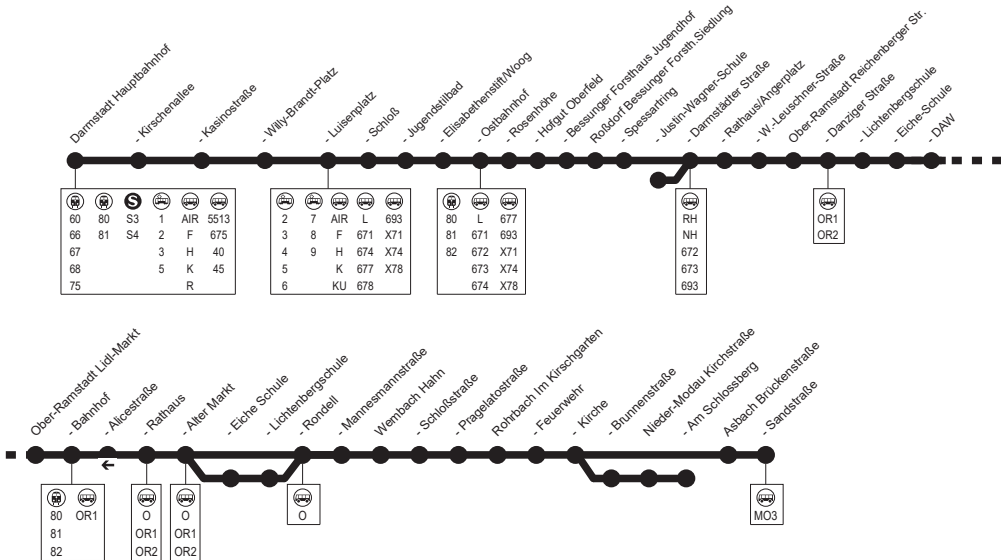 Darmstadt Hauptbahnhof
- Kirschenallee
- Kasinostraße
- Willy-Brandt-Platz
- Luisenplatz
- Schloß
- Jugendstilbad
- Elisabethenstift/Woog
- Ostbahnhof
- Rosenhöhe
- Hofgut Oberfeld
- Bessunger Forsthaus Jugendhof
Roßdorf Bessunger Forsth.Siedlung
- Spessartring
- Justin-Wagner-Schule
- Darmstädter Straße
- Rathaus/Angerplatz
- W.-Leuschner-Straße
Ober-Ramstadt Reichenberger Str.
- Danziger Straße
- Lichtenbergschule
- Eiche-Schule
- DAW
S
60 80 S3 1 AIR 5513
66 81 S4 2 F 675
67 3 H 40
68 5 K 45
75 R
2 7 AIR L 693
3 8 F 671 X71
4 9 H 674 X74
5 K 677 X78
6 KU 678
80 L 677
81 671 693
82 672 X71
673 X74
674 X78
RH
NH
672
673
693
OR1
OR2
Ober-Ramstadt Lidl-Markt
- Bahnhof
- Alicestraße
- Rathaus
- Alter Markt
- Eiche Schule
- Lichtenbergschule
- Rondell
- Mannesmannstraße
Wembach Hahn
- Schloßstraße
- Pragelatostraße
Rohrbach Im Kirschgarten
- Feuerwehr
- Kirche
- Brunnenstraße
Nieder-Modau Kirchstraße
- Am Schlossberg
Asbach Brückenstraße
- Sandstraße
80 OR1
81
82
O
OR1
OR2
O
OR1
OR2
O
MO3